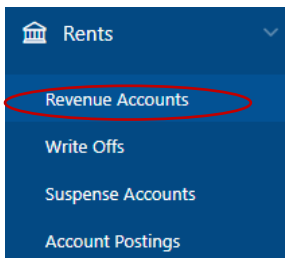 Rents
Revenue Accounts
Write Offs
Suspense Accounts
Account Postings